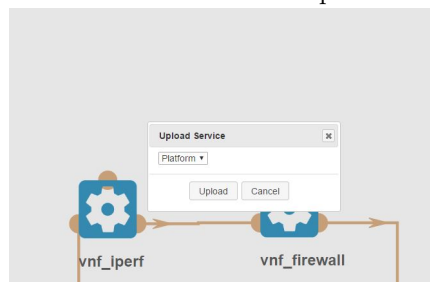 Upload Service
Platform
Upload Cancel
vnf_iperf
vnf_firewall